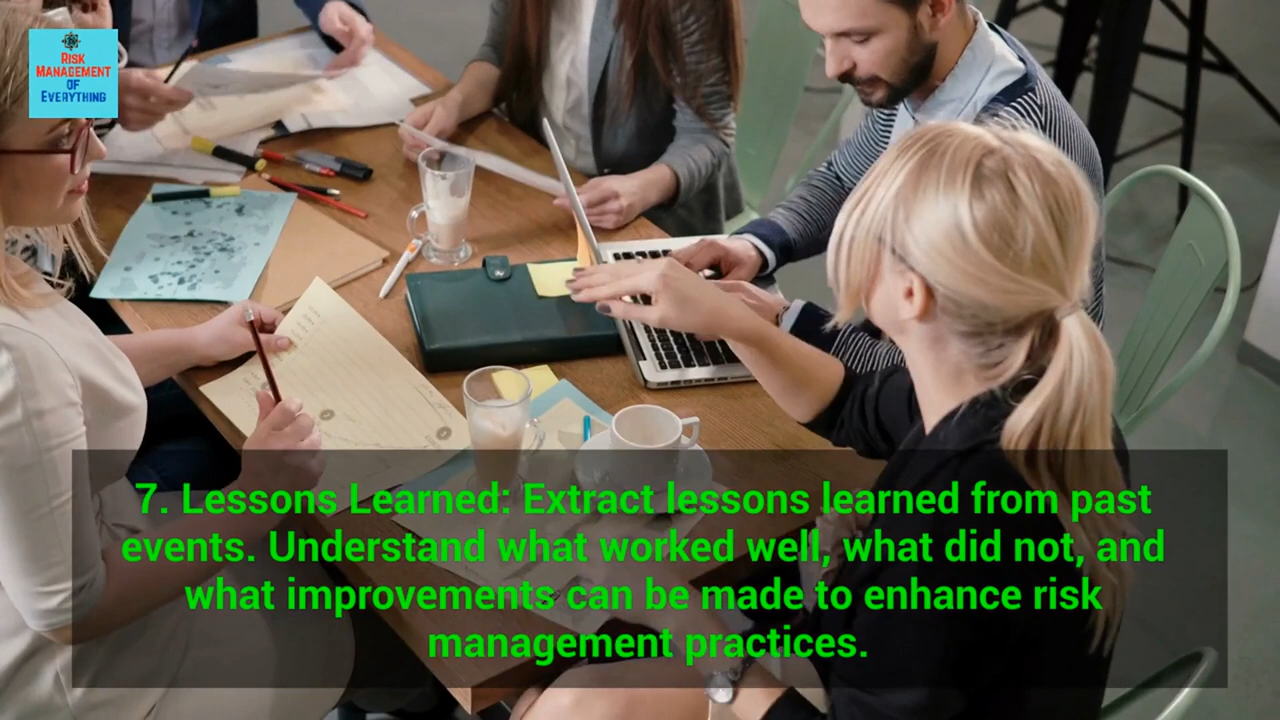 RISK
MANAGEMENT
OF
EVERYTHING
7. Lessons Learned: Extract lessons learned from past
events. Understand what worked well, what did not, and
what improvements can be made to enhance risk
management practices.